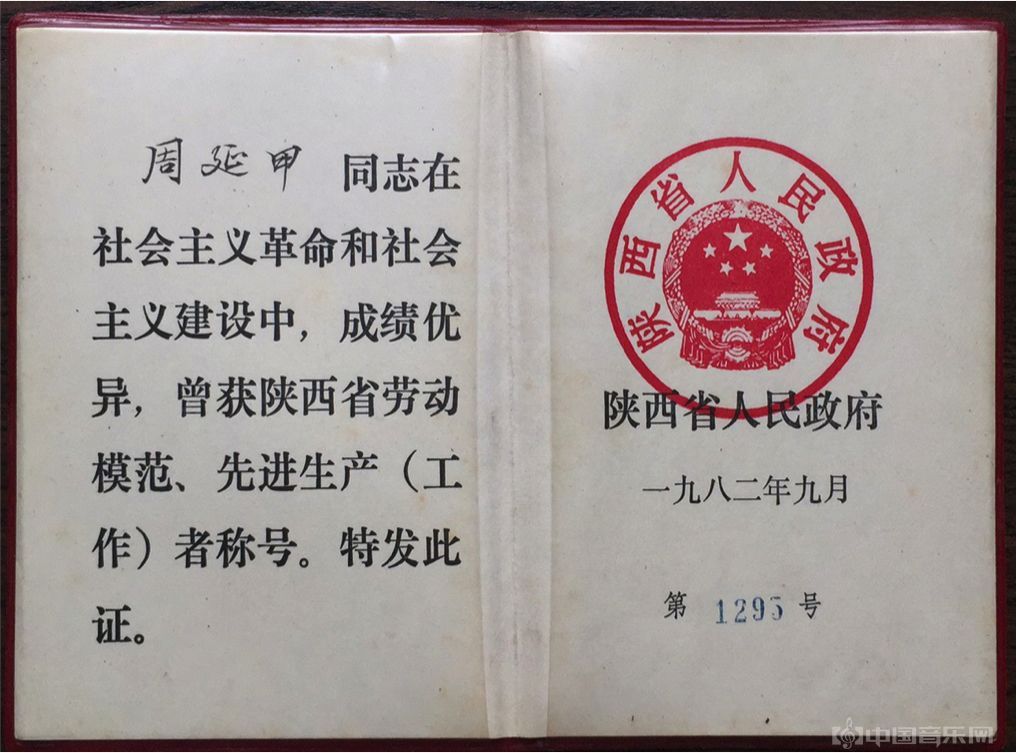 周延甲 同志在
社会主义革命和社会
主义建设中，成绩优
异，曾获陕西省劳动
模范、先进生产（工
作）者称号。特发此
证。
陕西省人民政府
陕西省人民政府
一九八二年九月
第 1295 号
中国音乐网